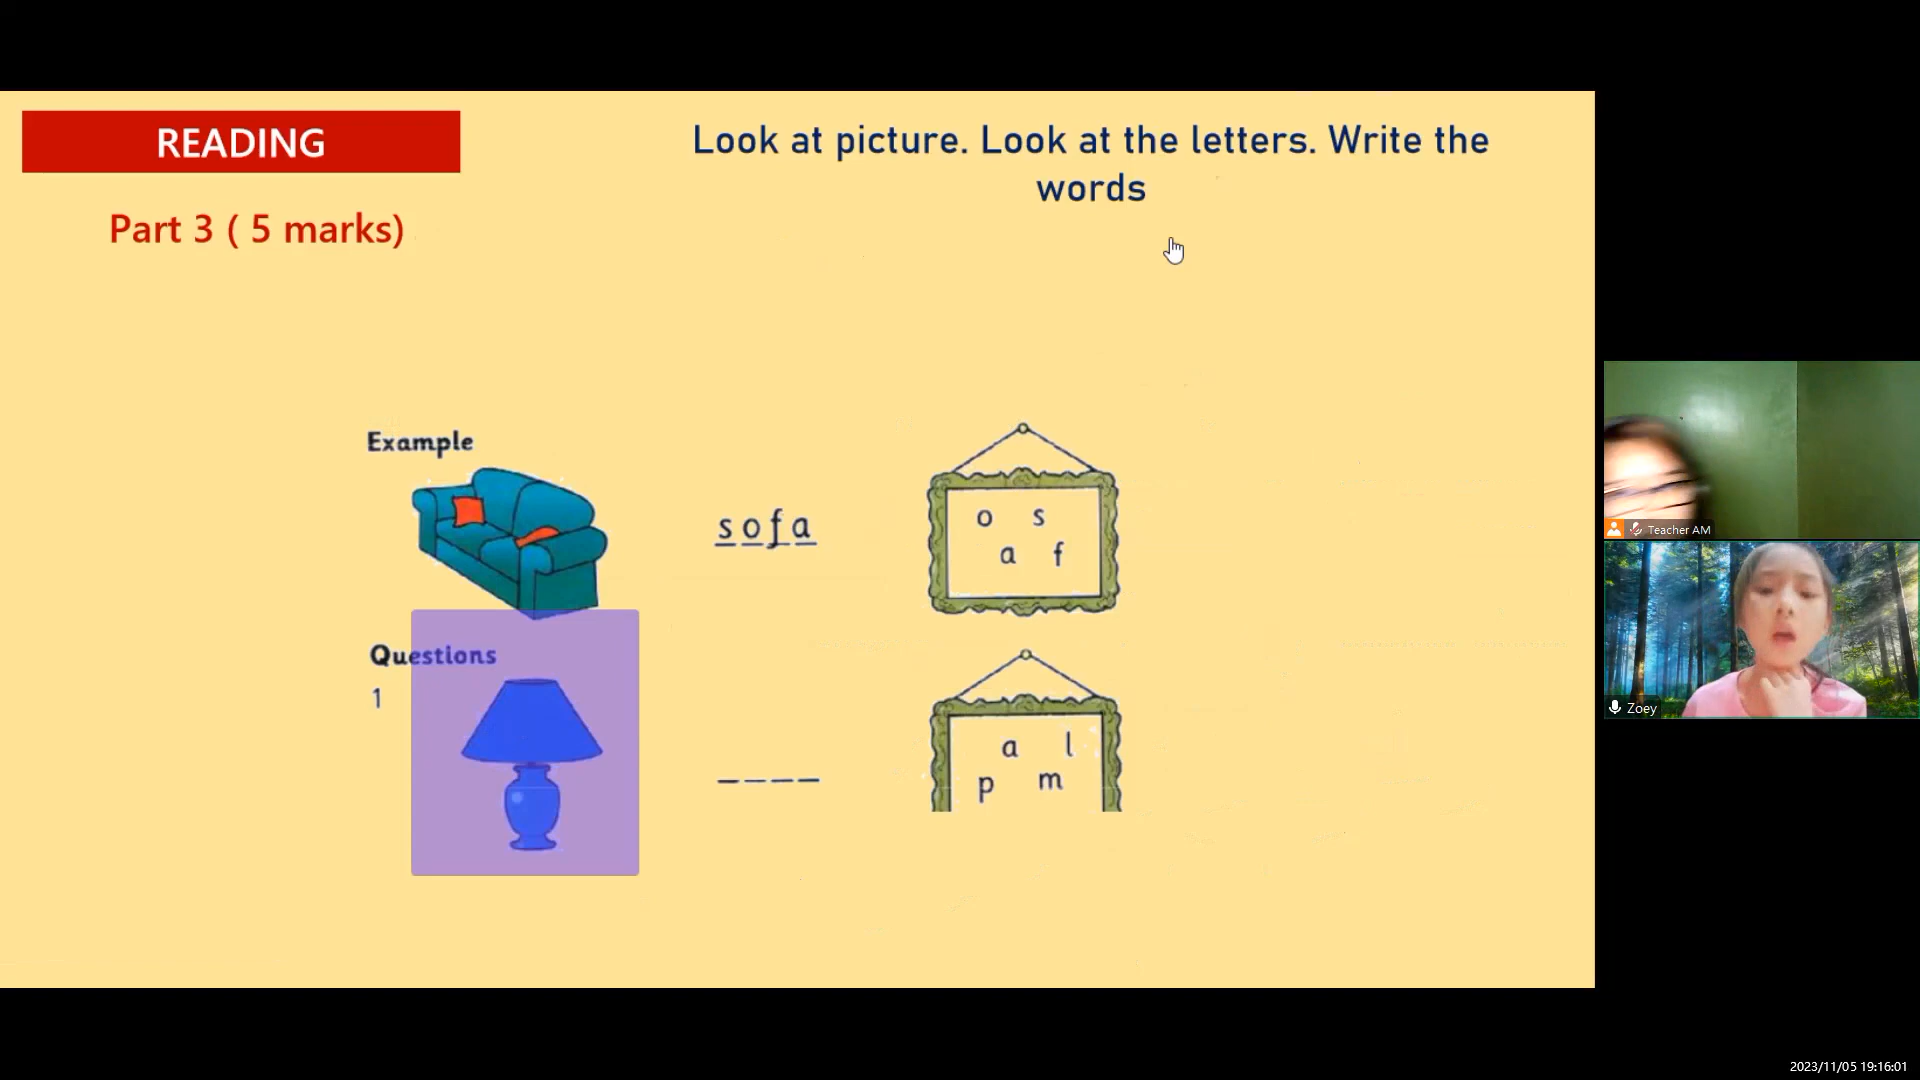 READING
Look at picture. Look at the letters. Write the
words
Part 3 ( 5 marks)
Example
sofa
o s
a f
Questions
1
_ _ _ _
a l
p m
Teacher AM
Zoey
2023/11/05 19:16:01